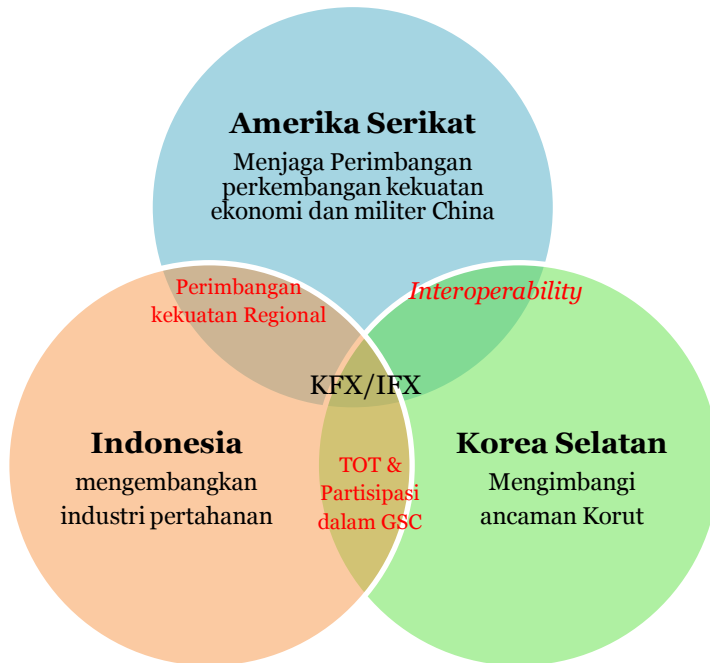 Amerika Serikat
Menjaga Perimbangan
perkembangan kekuatan
ekonomi dan militer China
Perimbangan
kekuatan Regional
Interoperability
KFX/IFX
Indonesia
mengembangkan
industri pertahanan
TOT &
Partisipasi
dalam GSC
Korea Selatan
Mengimbangi
ancaman Korut